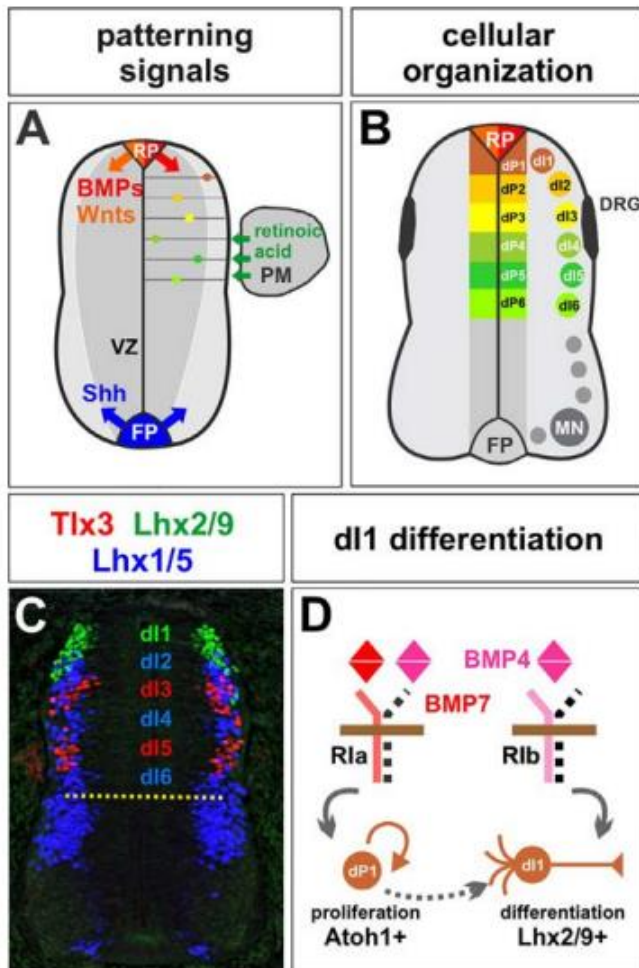 patterning
signals
cellular
organization
A
RP
BMPs
Wnts
retinoic
acid
PM
VZ
Shh
FP
B
RP
dP1 dI1
dP2 dI2
dP3 dI3
DRG
dP4 dI4
dP5 dI5
dP6 dI6
MN
FP
Tlx3 Lhx2/9
Lhx1/5
dI1 differentiation
C
dI1
dI2
dI3
dI4
dI5
dI6
D
BMP4
BMP7
RIa RIb
dP1 dI1
proliferation
Atoh1+
differentiation
Lhx2/9+